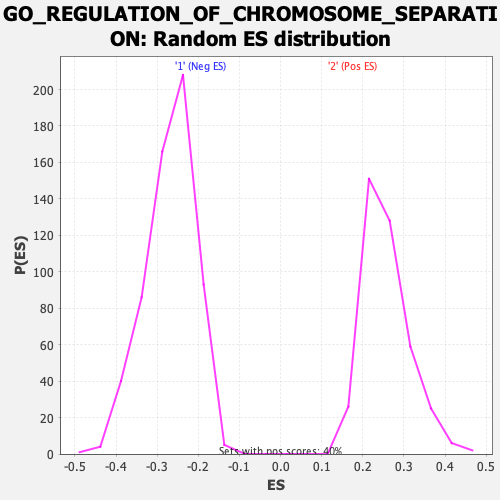 GO_REGULATION_OF_CHROMOSOME_SEPARATI
ON: Random ES distribution
'1' (Neg ES) '2' (Pos ES)
200
180
160
140
120
100
80
60
40
20
0
P(ES)
Sets with pos scores: 40%
-0.5 -0.4 -0.3 -0.2 -0.1 0.0 0.1 0.2 0.3 0.4 0.5
ES